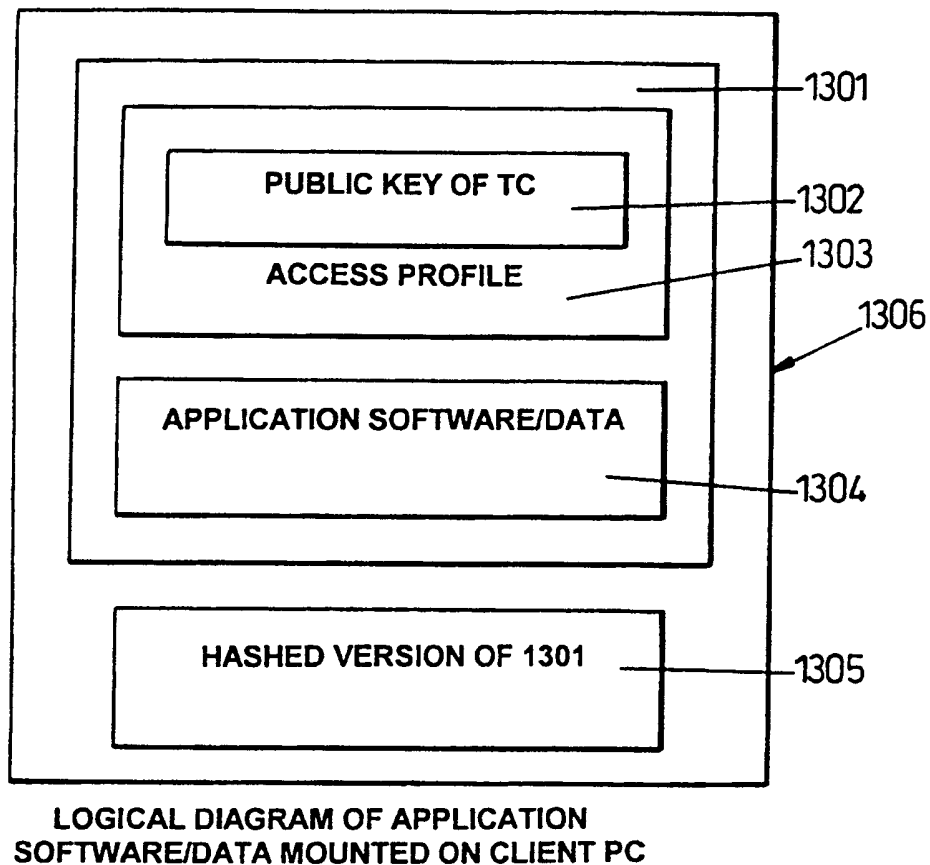 1301
PUBLIC KEY OF TC
1302
1303
ACCESS PROFILE
1306
APPLICATION SOFTWARE/DATA
1304
HASHED VERSION OF 1301
1305
LOGICAL DIAGRAM OF APPLICATION
SOFTWARE/DATA MOUNTED ON CLIENT PC